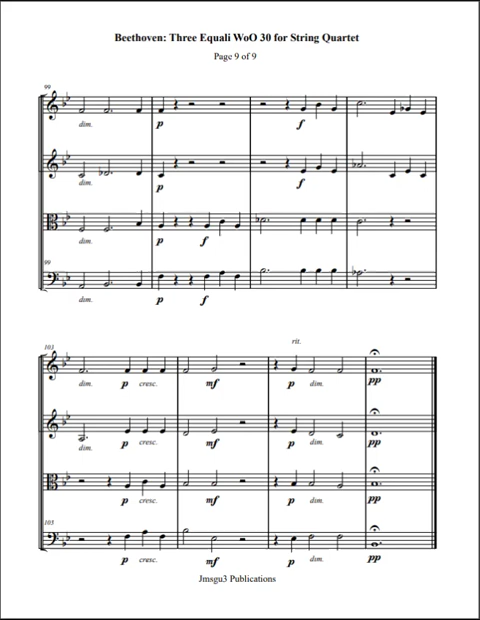 Beethoven: Three Equali WoO 30 for String Quartet
Page 9 of 9
99
dim. p f
dim. p f
dim. p f
99
dim. p f
103
rit.
dim. p cresc. mf p dim. pp
dim. p cresc. mf p dim. pp
p cresc. mf p dim. pp
103
p cresc. mf p dim. pp
Jmsgu3 Publications